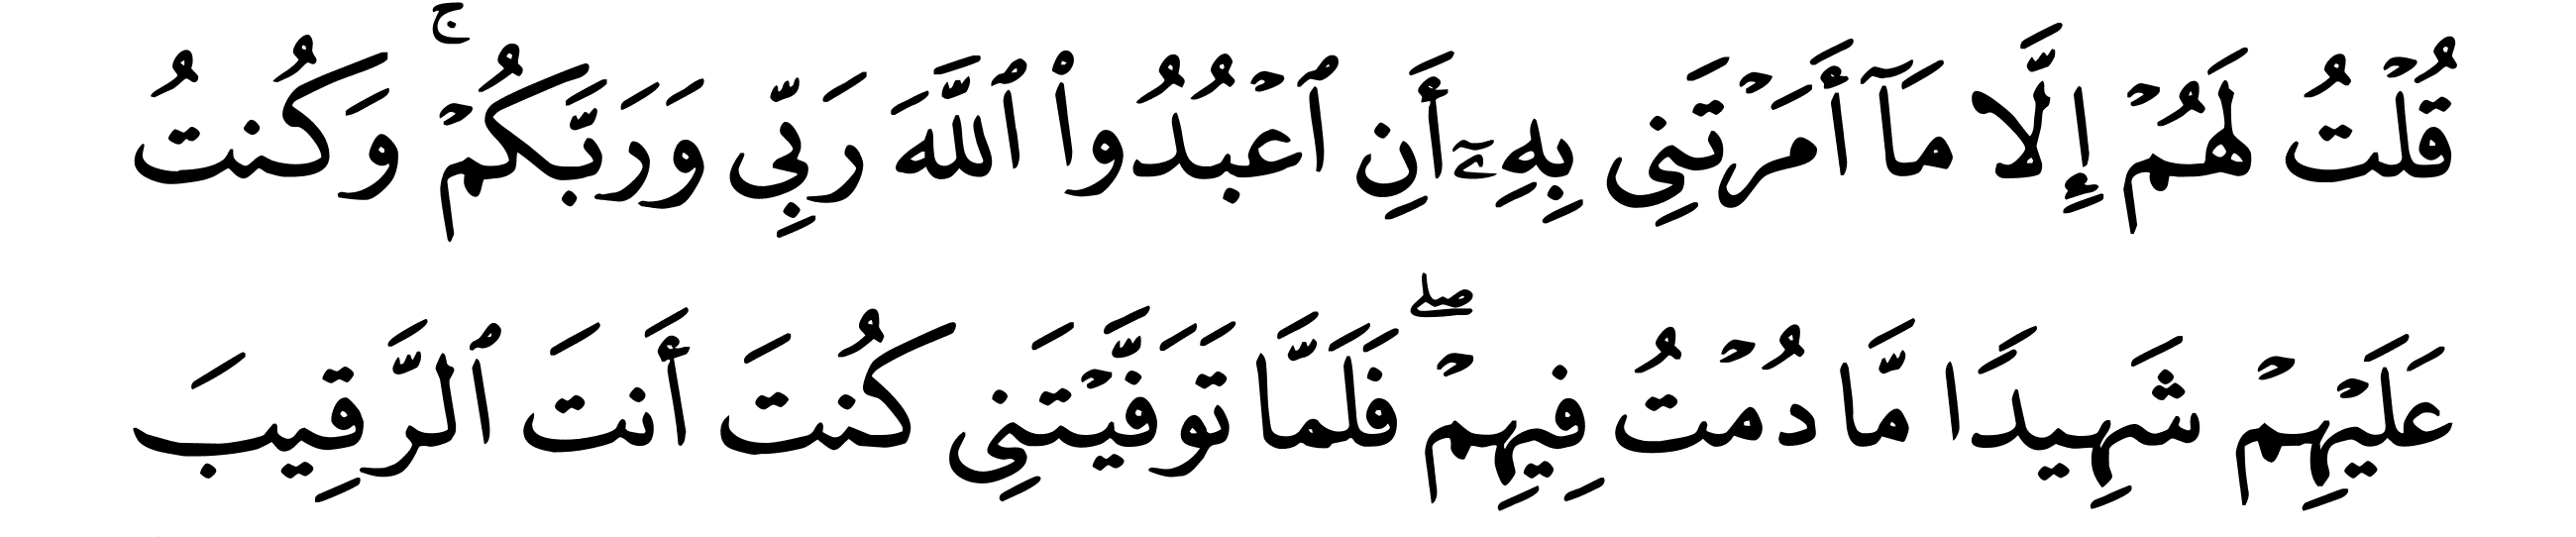 قُلۡتُ لَهُمۡ إِلَّا مَآ أَمَرۡتَنِي بِهِۦٓ أَنِ ٱعۡبُدُواْ ٱللَّهَ رَبِّي وَرَبَّكُمۡۚ وَكُنتُ
عَلَيۡهِمۡ شَهِيدًا مَّا دُمۡتُ فِيهِمۡۖ فَلَمَّا تَوَفَّيۡتَنِي كُنتَ أَنتَ ٱلرَّقِيبَ